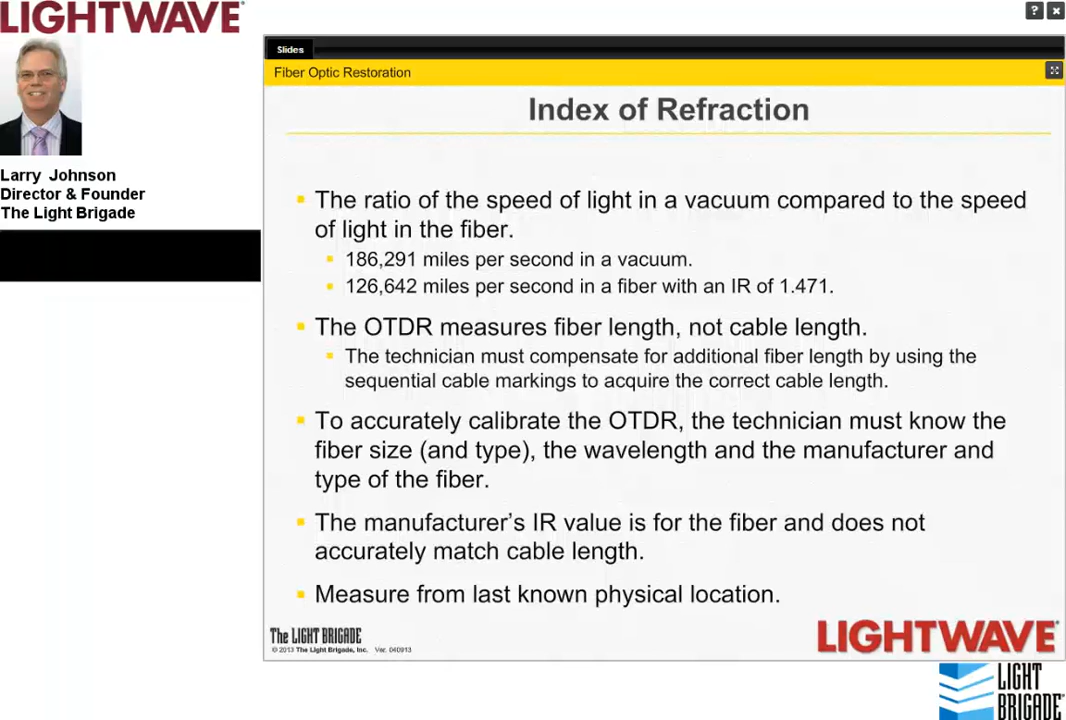 LIGHTWAVE®
? ×
Slides
Fiber Optic Restoration
Index of Refraction
Larry Johnson
Director & Founder
The Light Brigade
The ratio of the speed of light in a vacuum compared to the speed
of light in the fiber.
186,291 miles per second in a vacuum.
126,642 miles per second in a fiber with an IR of 1.471.
The OTDR measures fiber length, not cable length.
The technician must compensate for additional fiber length by using the
sequential cable markings to acquire the correct cable length.
To accurately calibrate the OTDR, the technician must know the
fiber size (and type), the wavelength and the manufacturer and
type of the fiber.
The manufacturer’s IR value is for the fiber and does not
accurately match cable length.
Measure from last known physical location.
The LIGHT BRIGADE
© 2013 The Light Brigade, Inc. Ver. 040913
LIGHTWAVE®
LIGHT
BRIGADE®